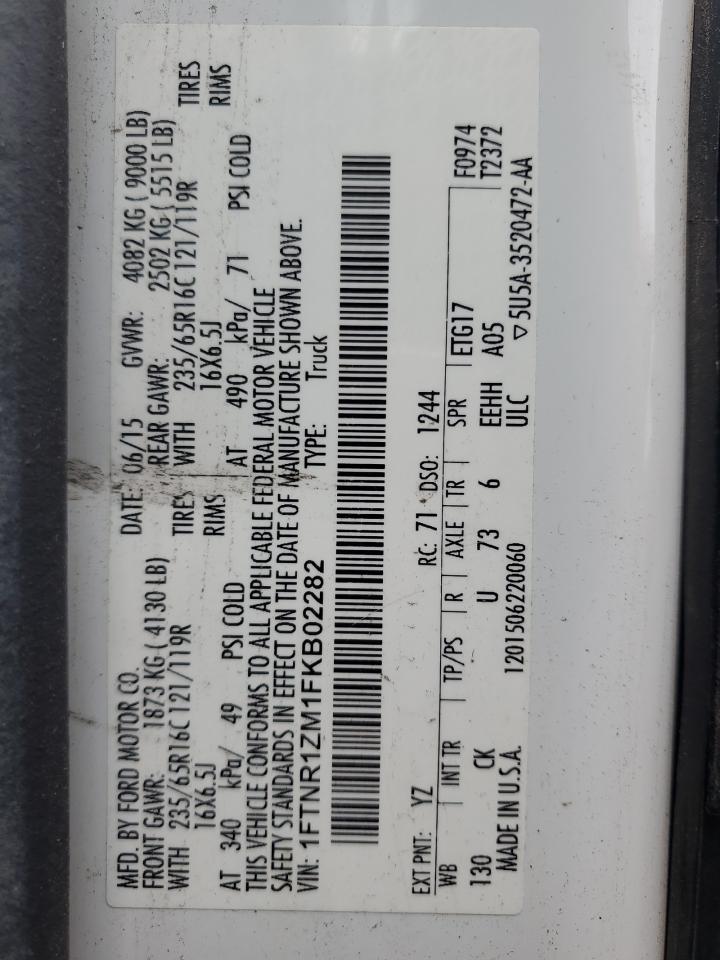 MFD. BY FORD MOTOR CO. DATE: 06/15 GVWR: 4082 KG ( 9000 LB)
FRONT GAWR: 1873 KG ( 4130 LB) REAR GAWR: 2502 KG ( 5515 LB)
WITH 235/65R16C 121/119R TIRES WITH 235/65R16C 121/119R TIRES
16X6.5J RIMS 16X6.5J RIMS
AT 340 kPa/ 49 PSI COLD AT 490 kPa/ 71 PSI COLD
THIS VEHICLE CONFORMS TO ALL APPLICABLE FEDERAL MOTOR VEHICLE
SAFETY STANDARDS IN EFFECT ON THE DATE OF MANUFACTURE SHOWN ABOVE.
VIN: 1FTNR1ZM1FKB02282 TYPE: Truck
EXT PNT: YZ RC: 71 DSO: 1244 F0974
WB INT TR TP/PS R AXLE TR SPR ETG17 T2372
130 CK U 73 6 EEHH A05
MADE IN U.S.A. 1201506220060 ULC ▽ 5U5A-3520472-AA